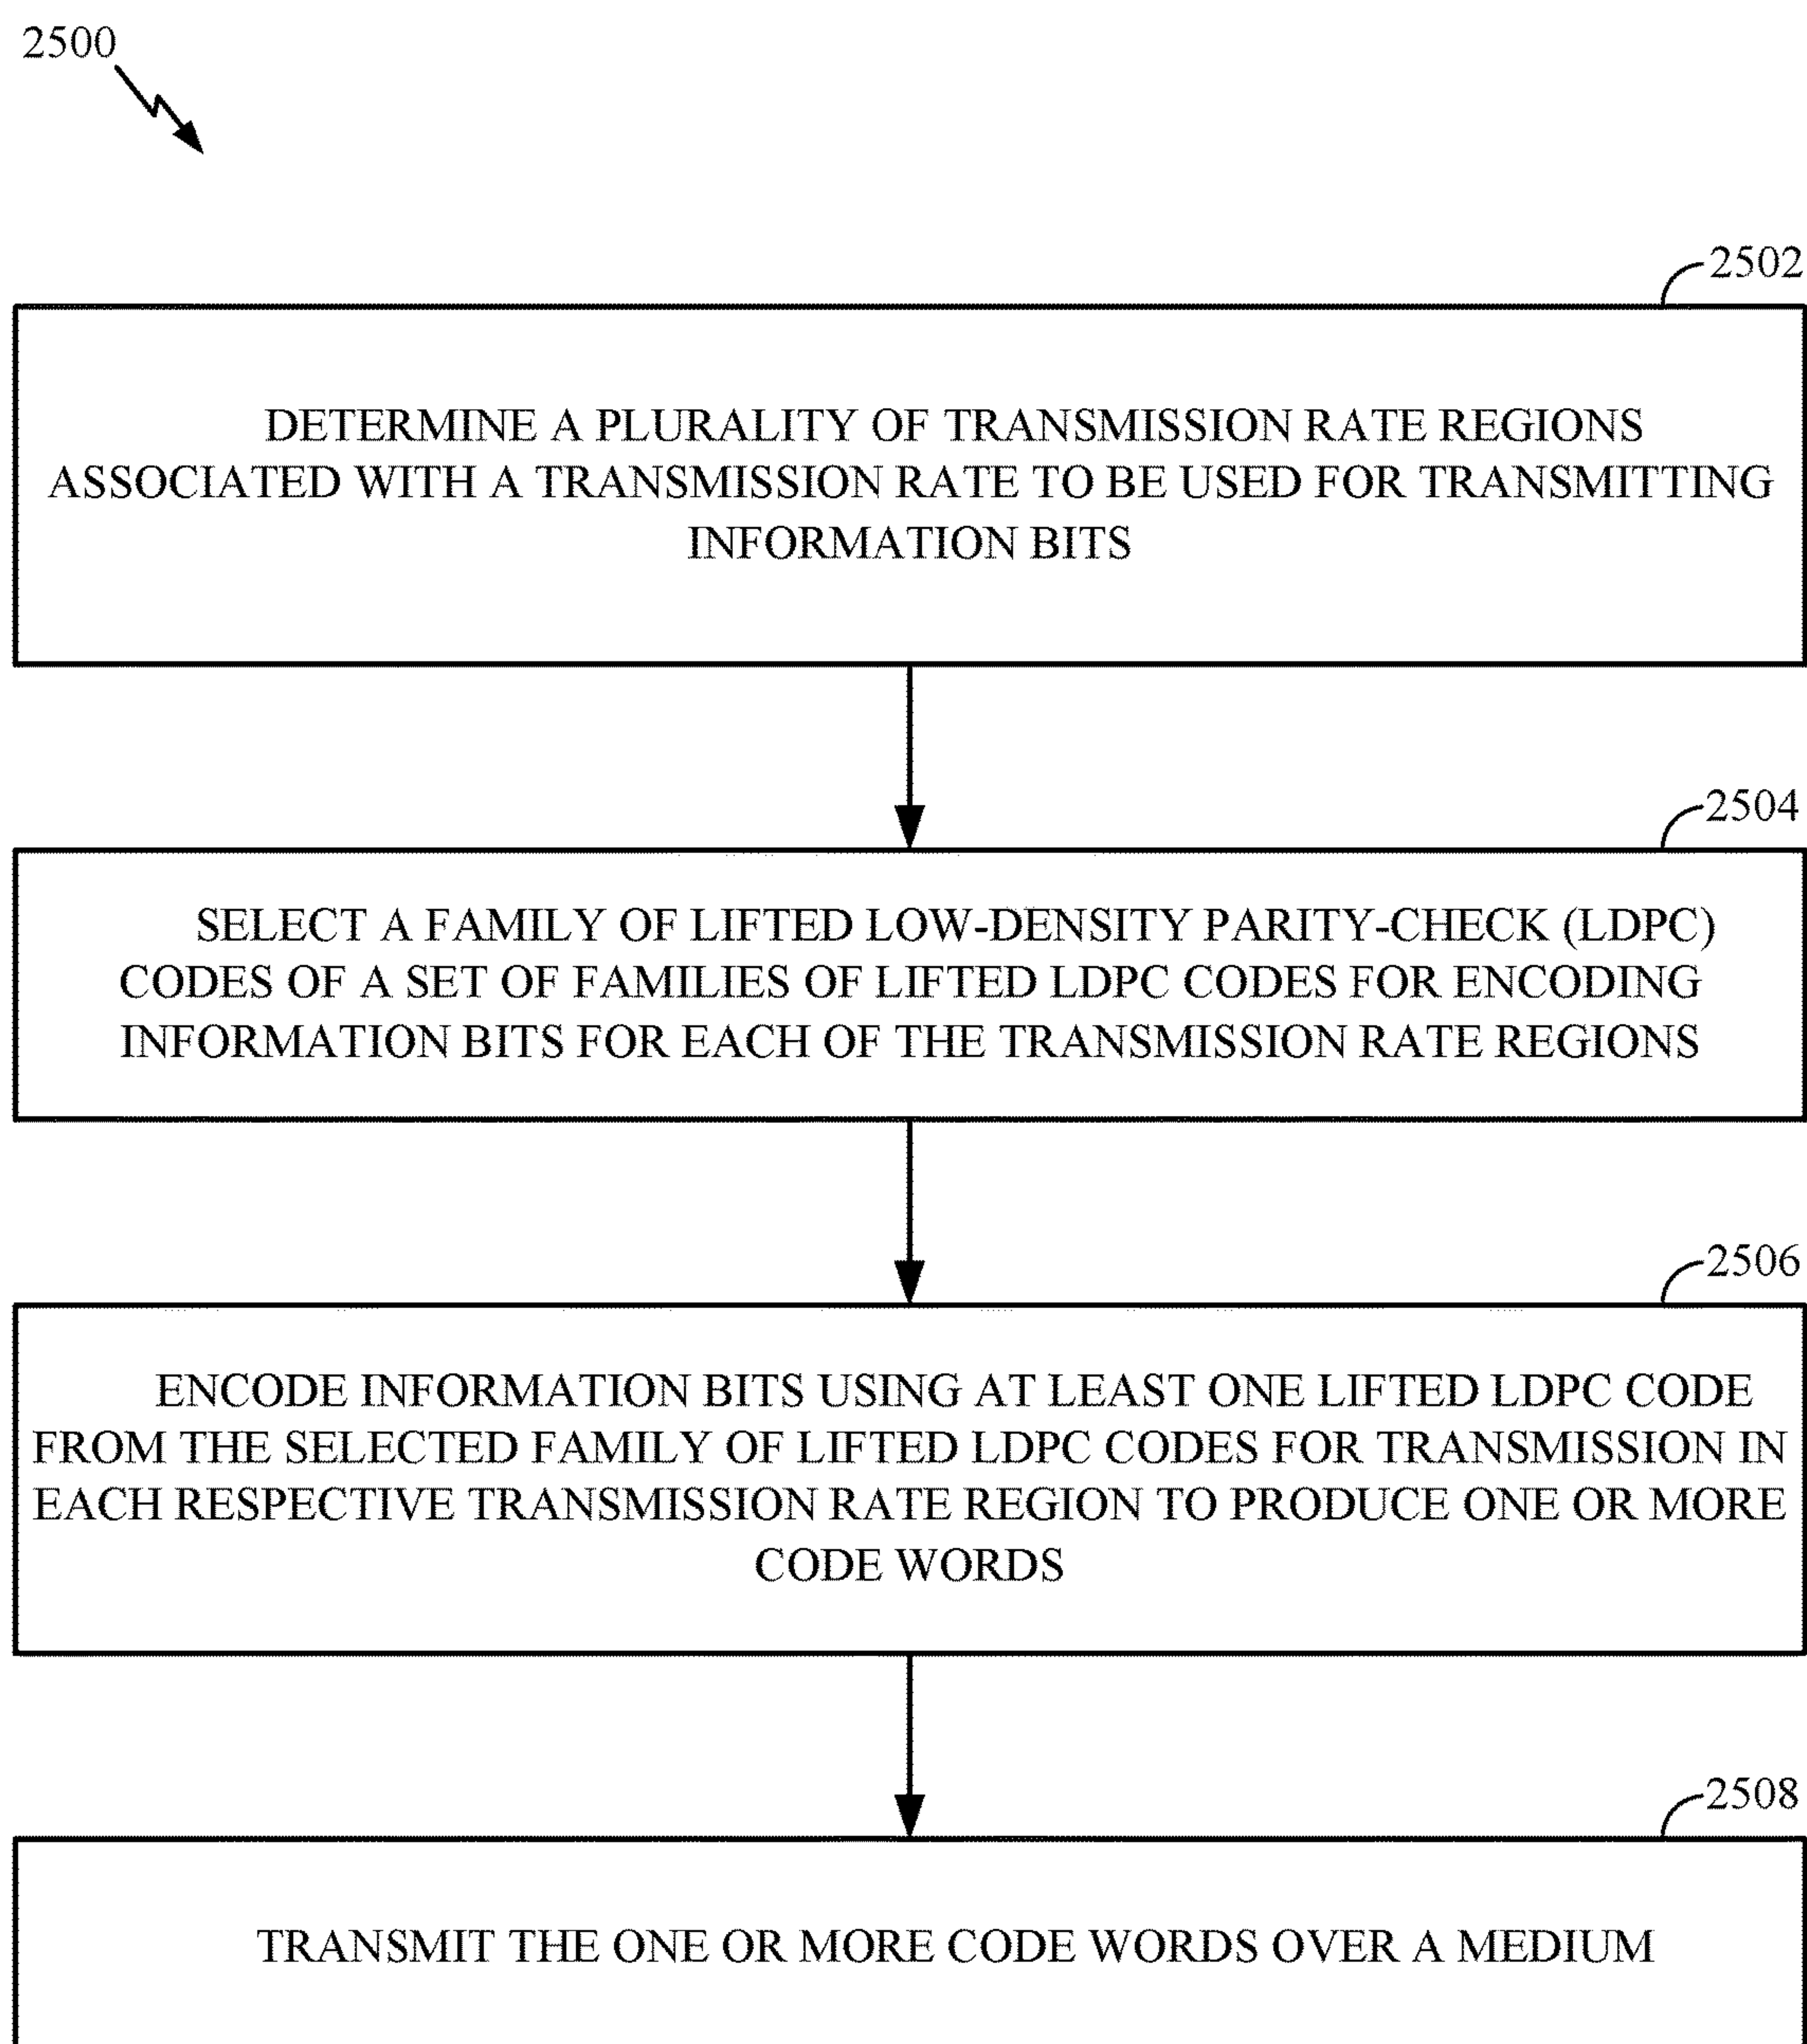 2500
2502
DETERMINE A PLURALITY OF TRANSMISSION RATE REGIONS
ASSOCIATED WITH A TRANSMISSION RATE TO BE USED FOR TRANSMITTING
INFORMATION BITS
2504
SELECT A FAMILY OF LIFTED LOW-DENSITY PARITY-CHECK (LDPC)
CODES OF A SET OF FAMILIES OF LIFTED LDPC CODES FOR ENCODING
INFORMATION BITS FOR EACH OF THE TRANSMISSION RATE REGIONS
2506
ENCODE INFORMATION BITS USING AT LEAST ONE LIFTED LDPC CODE
FROM THE SELECTED FAMILY OF LIFTED LDPC CODES FOR TRANSMISSION IN
EACH RESPECTIVE TRANSMISSION RATE REGION TO PRODUCE ONE OR MORE
CODE WORDS
2508
TRANSMIT THE ONE OR MORE CODE WORDS OVER A MEDIUM